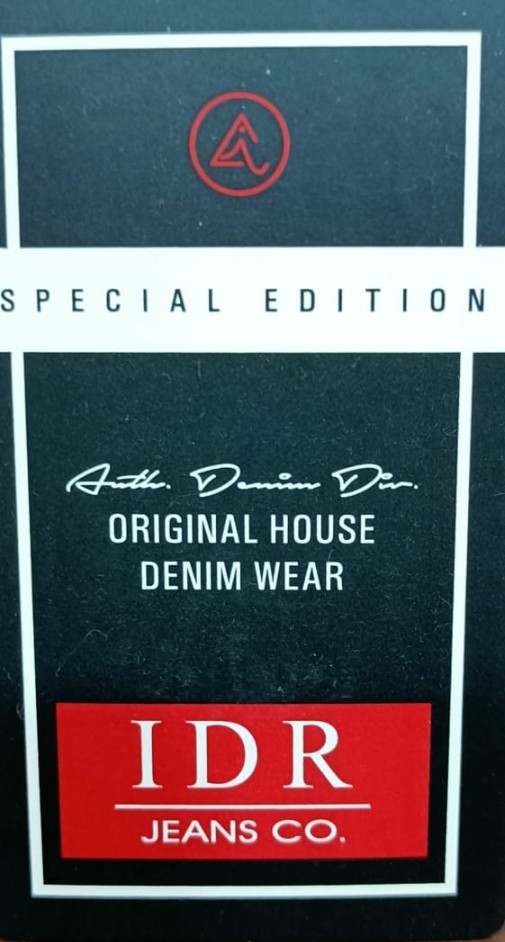 SPECIAL EDITION
Auth. Denim Div.
ORIGINAL HOUSE
DENIM WEAR
IDR
JEANS CO.